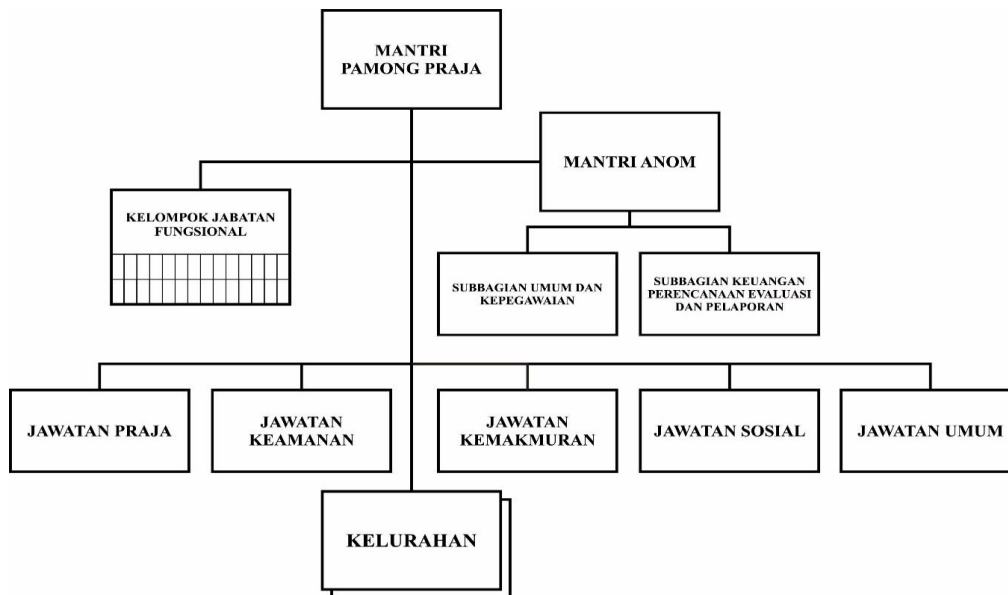 MANTRI
PAMONG PRAJA
MANTRI ANOM
KELOMPOK JABATAN
FUNGSIONAL
SUBBAGIAN UMUM DAN
KEPEGAWAIAN
SUBBAGIAN KEUANGAN
PERENCANAAN EVALUASI
DAN PELAPORAN
JAWATAN PRAJA
JAWATAN
KEAMANAN
JAWATAN
KEMAKMURAN
JAWATAN SOSIAL
JAWATAN UMUM
KELURAHAN